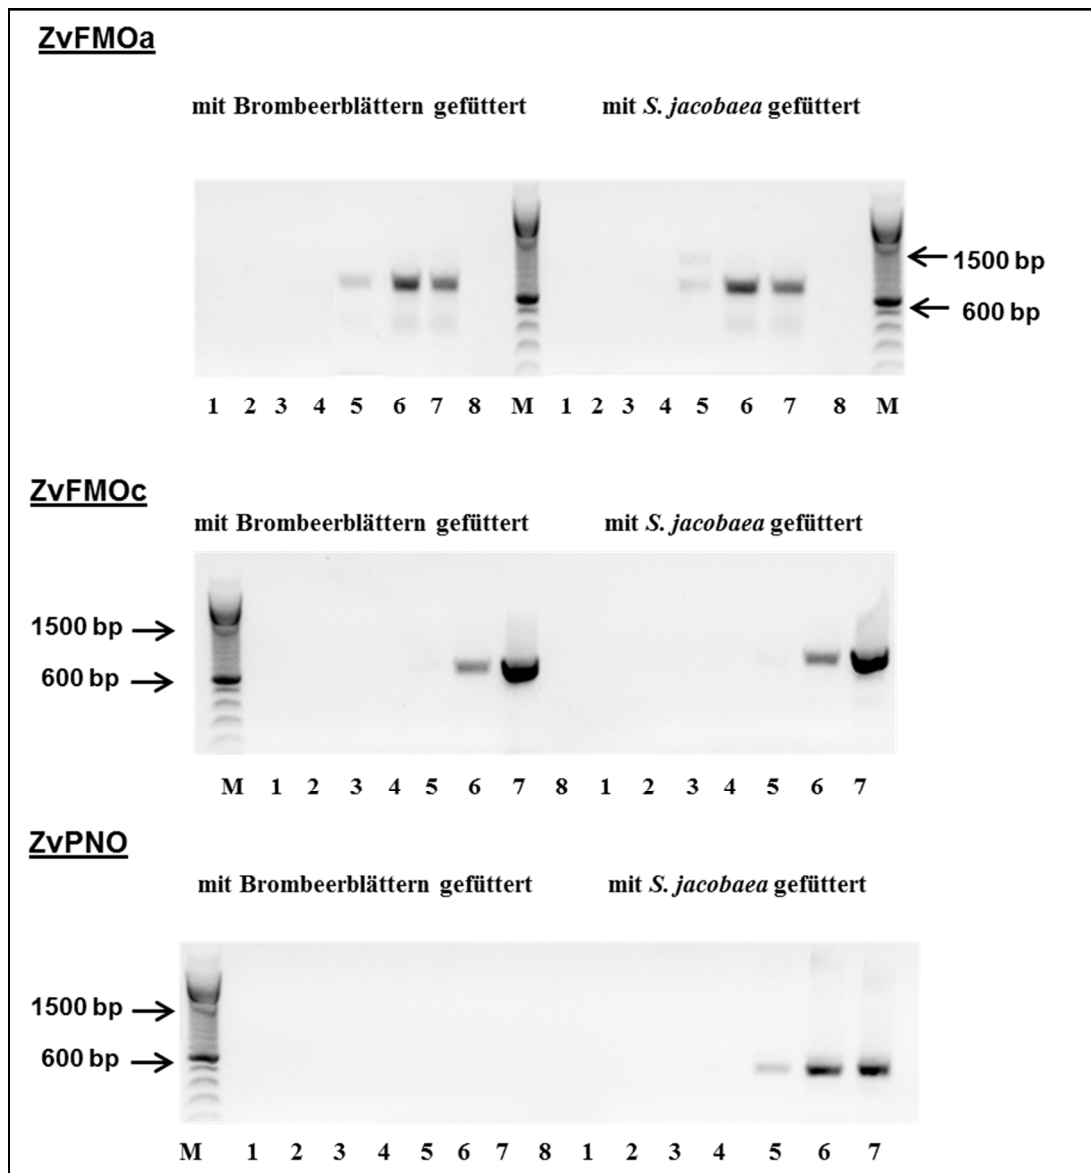 ZvFMOa
mit Brombeerblättern gefüttert mit S. jacobaea gefüttert
1500 bp
600 bp
1 2 3 4 5 6 7 8 M 1 2 3 4 5 6 7 8 M
ZvFMOc
mit Brombeerblättern gefüttert mit S. jacobaea gefüttert
1500 bp
600 bp
M 1 2 3 4 5 6 7 8 1 2 3 4 5 6 7
ZvPNO
mit Brombeerblättern gefüttert mit S. jacobaea gefüttert
1500 bp
600 bp
M 1 2 3 4 5 6 7 8 1 2 3 4 5 6 7